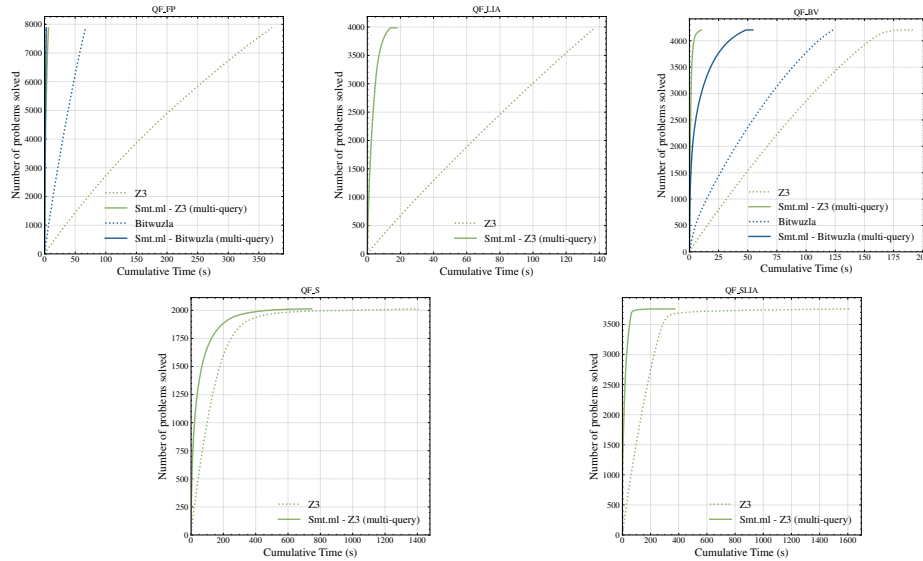 QF_FP
8000
7000
6000
5000
4000
3000
2000
1000
0
Number of problems solved
Z3
Smt.ml - Z3 (multi-query)
Bitwuzla
Smt.ml - Bitwuzla (multi-query)
0 50 100 150 200 250 300 350
Cumulative Time (s)
QF_LIA
4000
3500
3000
2500
2000
1500
1000
500
0
Number of problems solved
Z3
Smt.ml - Z3 (multi-query)
0 20 40 60 80 100 120 140
Cumulative Time (s)
QF_BV
4000
3500
3000
2500
2000
1500
1000
500
0
Number of problems solved
Z3
Smt.ml - Z3 (multi-query)
Bitwuzla
Smt.ml - Bitwuzla (multi-query)
0 25 50 75 100 125 150 175 200
Cumulative Time (s)
QF_S
2000
1750
1500
1250
1000
750
500
250
0
Number of problems solved
Z3
Smt.ml - Z3 (multi-query)
0 200 400 600 800 1000 1200 1400
Cumulative Time (s)
QF_SLIA
3500
3000
2500
2000
1500
1000
500
0
Number of problems solved
Z3
Smt.ml - Z3 (multi-query)
0 200 400 600 800 1000 1200 1400 1600
Cumulative Time (s)